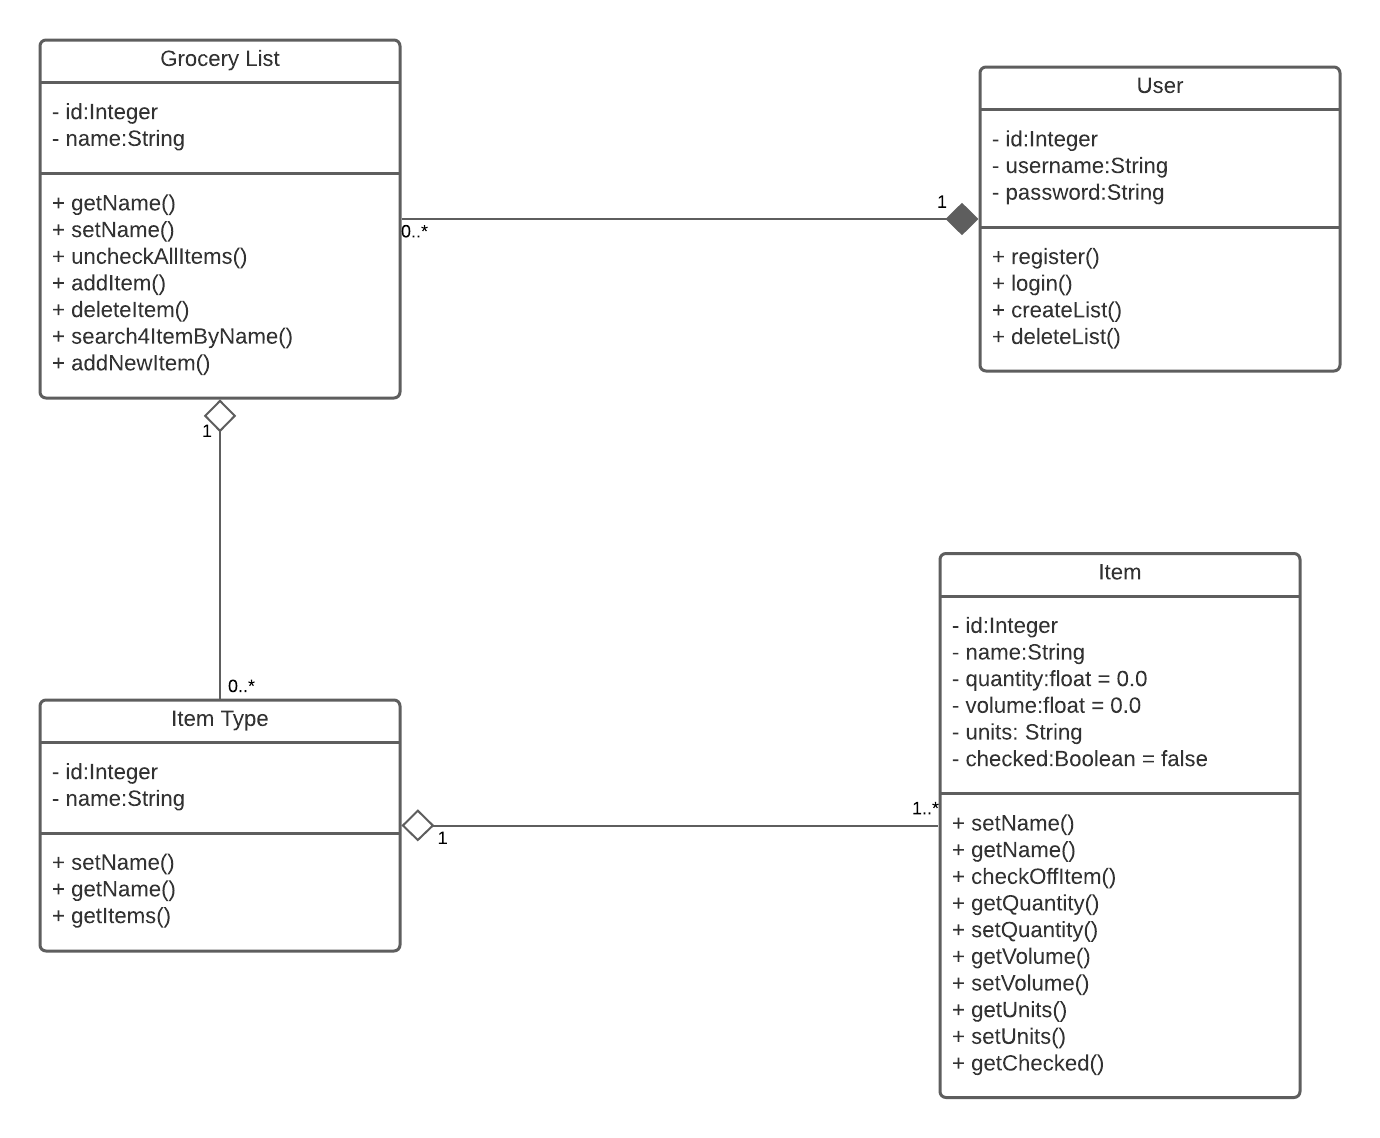 Grocery List
- id:Integer
- name:String
+ getName()
+ setName()
+ uncheckAllItems()
+ addItem()
+ deleteItem()
+ search4ItemByName()
+ addNewItem()
0..*
1
User
- id:Integer
- username:String
- password:String
+ register()
+ login()
+ createList()
+ deleteList()
1
0..*
Item Type
- id:Integer
- name:String
+ setName()
+ getName()
+ getItems()
1
1..*
Item
- id:Integer
- name:String
- quantity:float = 0.0
- volume:float = 0.0
- units: String
- checked:Boolean = false
+ setName()
+ getName()
+ checkOffItem()
+ getQuantity()
+ setQuantity()
+ getVolume()
+ setVolume()
+ getUnits()
+ setUnits()
+ getChecked()